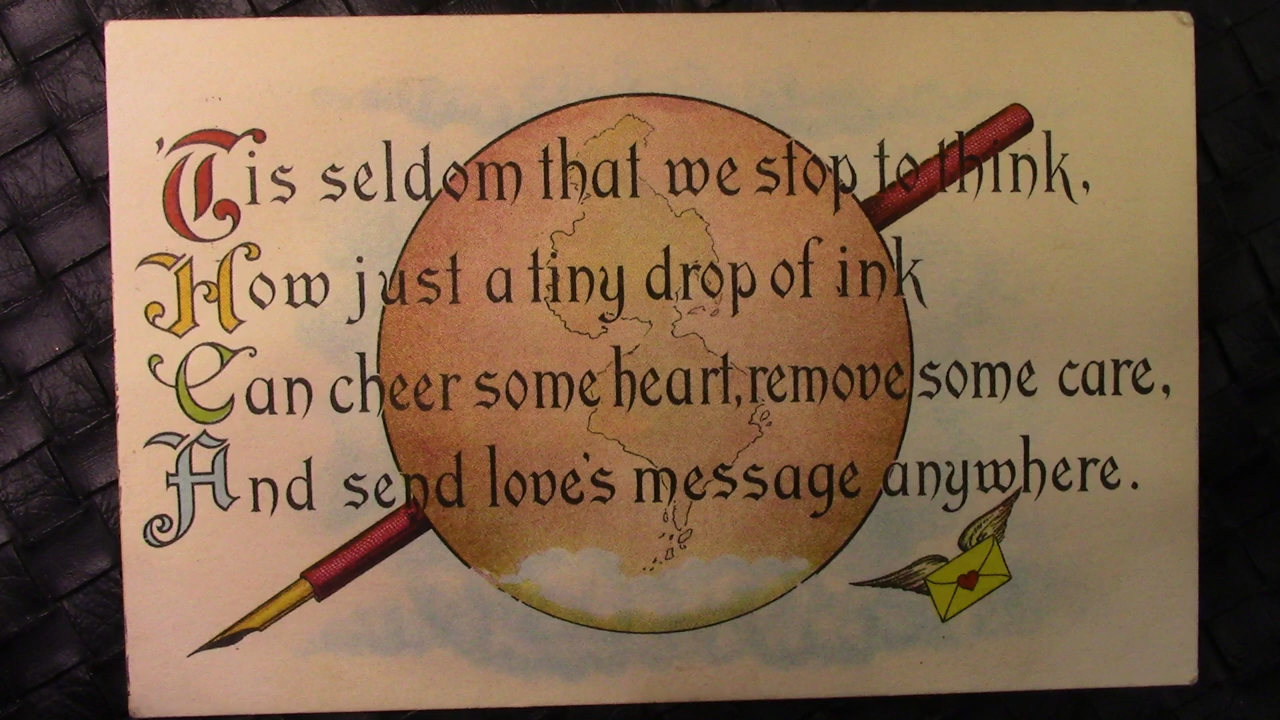 'Tis seldom that we stop to think,
How just a tiny drop of ink
Can cheer some heart, remove some care,
And send love's message anywhere.